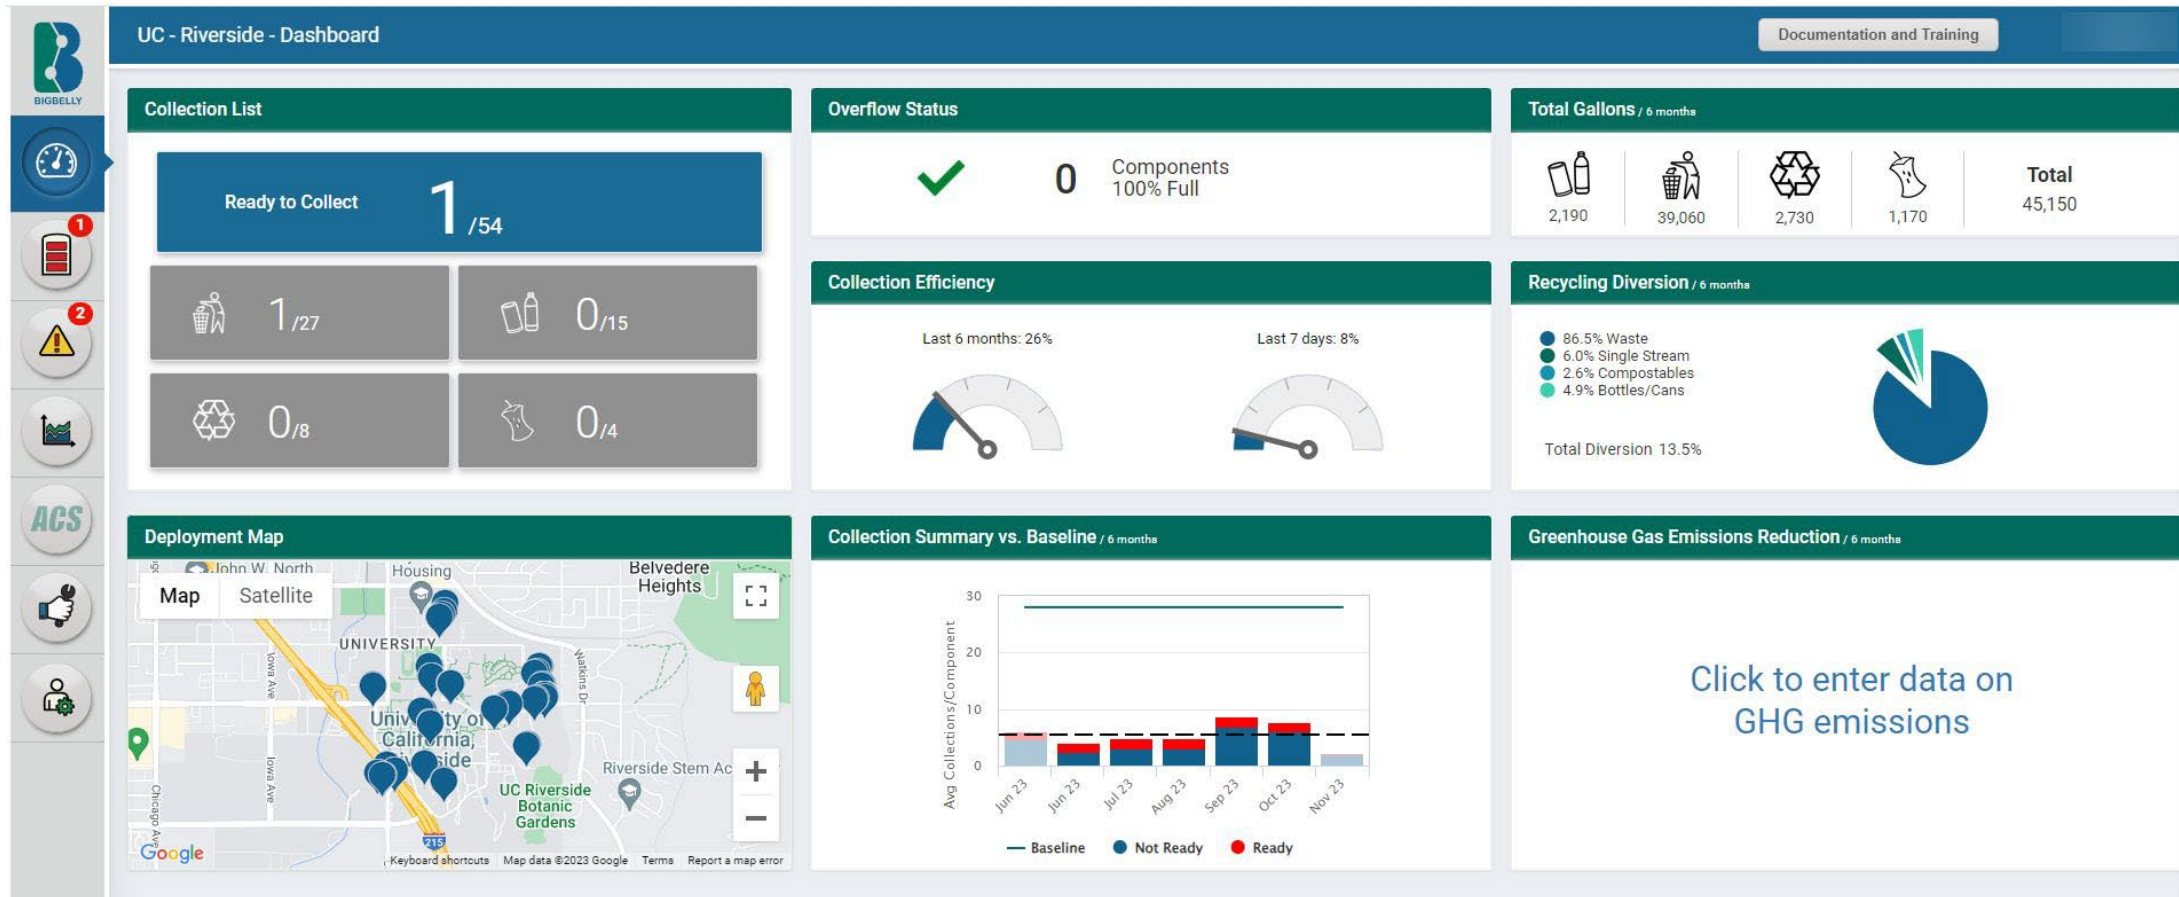 BIGBELLY
UC - Riverside - Dashboard
Documentation and Training
1
2
ACS
Collection List
Ready to Collect 1/54
1/27
0/15
0/8
0/4
Overflow Status
0 Components
100% Full
Total Gallons / 6 months
2,190
39,060
2,730
1,170
Total
45,150
Collection Efficiency
Last 6 months: 26%
Last 7 days: 8%
Recycling Diversion / 6 months
86.5% Waste
6.0% Single Stream
2.6% Compostables
4.9% Bottles/Cans
Total Diversion 13.5%
Deployment Map
Map
Satellite
John W. North
Housing
Belvedere
Heights
UNIVERSITY
Iowa Ave
Watkins Dr
University of
California,
Riverside
Riverside Stem Ac
UC Riverside
Botanic
Gardens
Iowa Ave
Chicago Ave
215
Google
Keyboard shortcuts
Map data ©2023 Google
Terms
Report a map error
Collection Summary vs. Baseline / 6 months
Avg Collections/Component
30
20
10
0
Jun 23
Jun 23
Jul 23
Aug 23
Sep 23
Oct 23
Nov 23
Baseline
Not Ready
Ready
Greenhouse Gas Emissions Reduction / 6 months
Click to enter data on
GHG emissions